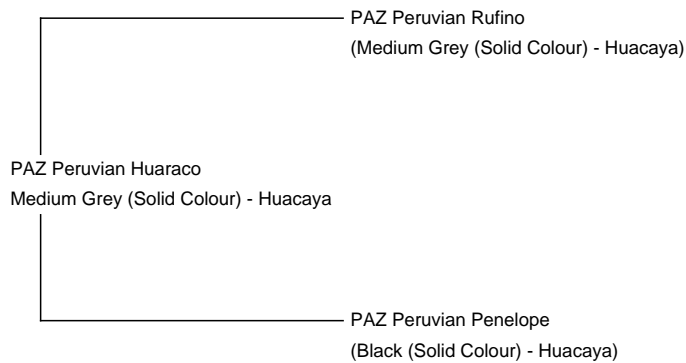 PAZ Peruvian Rufino
(Medium Grey (Solid Colour) - Huacaya)
PAZ Peruvian Huaraco
Medium Grey (Solid Colour) - Huacaya
PAZ Peruvian Penelope
(Black (Solid Colour) - Huacaya)